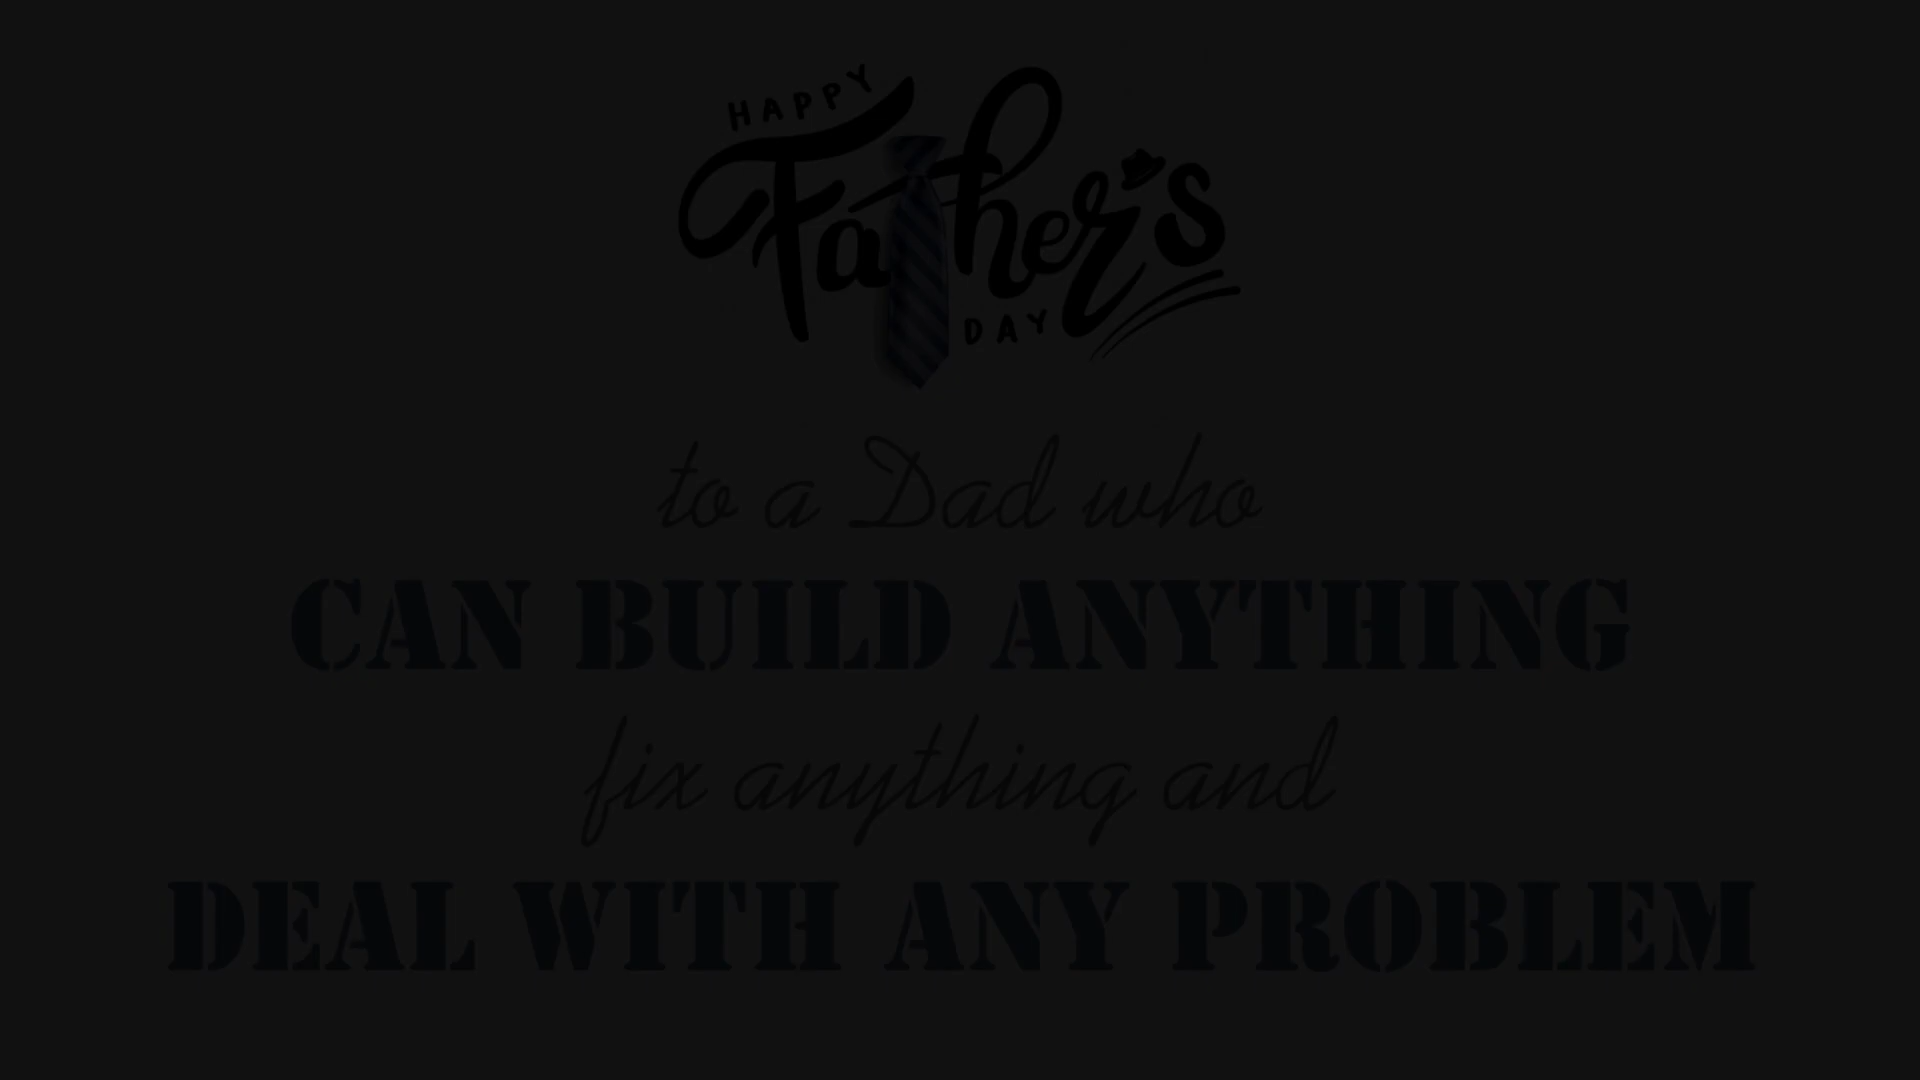 HAPPY
Father's
DAY
to a Dad who
CAN BUILD ANYTHING
fix anything and
DEAL WITH ANY PROBLEM